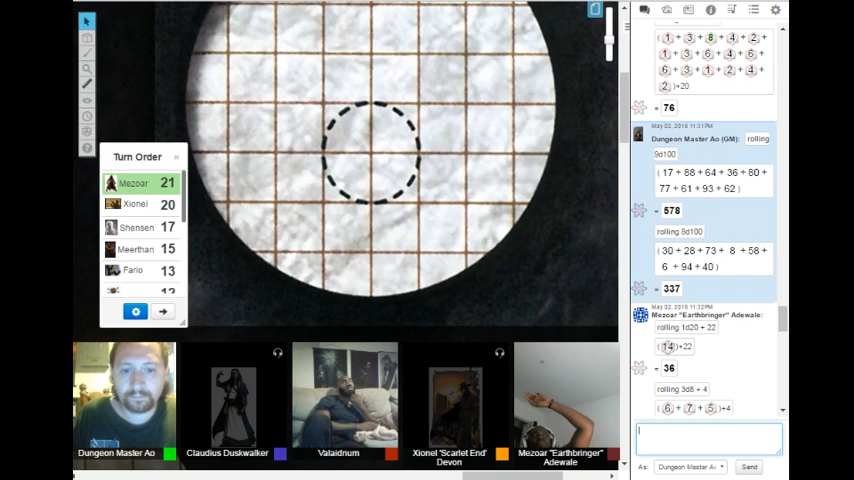 Turn Order ×
Mezoar 21
Xionel 20
Shensen 17
Meerthan 15
Fario 13
Dungeon Master Ao
Claudius Duskwalker
Valaidnum
Xionel 'Scarlet End'
Devon
Mezoar "Earthbringer"
Adewale
(1+3+8+4+2+
1+3+6+4+6+
6+3+1+2+4+
2)+20
= 76
May 02, 2016 11:31PM
Dungeon Master Ao (GM): rolling
9d100
(17+88+64+36+80+
77+61+93+62)
= 578
rolling 8d100
(30+28+73+ 8 +58+
6 +94+40)
= 337
May 02, 2016 11:32PM
Mezoar "Earthbringer" Adewale:
rolling 1d20 + 22
(14)+22
= 36
rolling 3d8 + 4
(6+7+5)+4
As: Dungeon Master A
Send